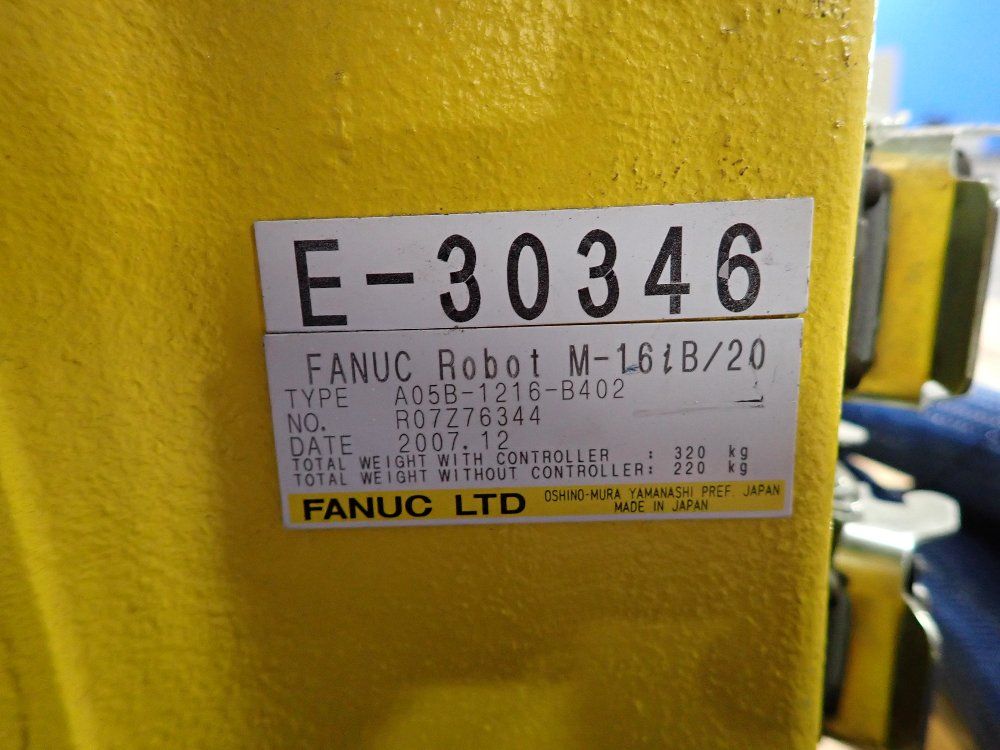 E-30346
FANUC Robot M-16iB/20
TYPE A05B-1216-B402
NO. R07Z76344
DATE 2007.12
TOTAL WEIGHT WITH CONTROLLER : 320 kg
TOTAL WEIGHT WITHOUT CONTROLLER: 220 kg
FANUC LTD
OSHINO-MURA YAMANASHI PREF. JAPAN
MADE IN JAPAN